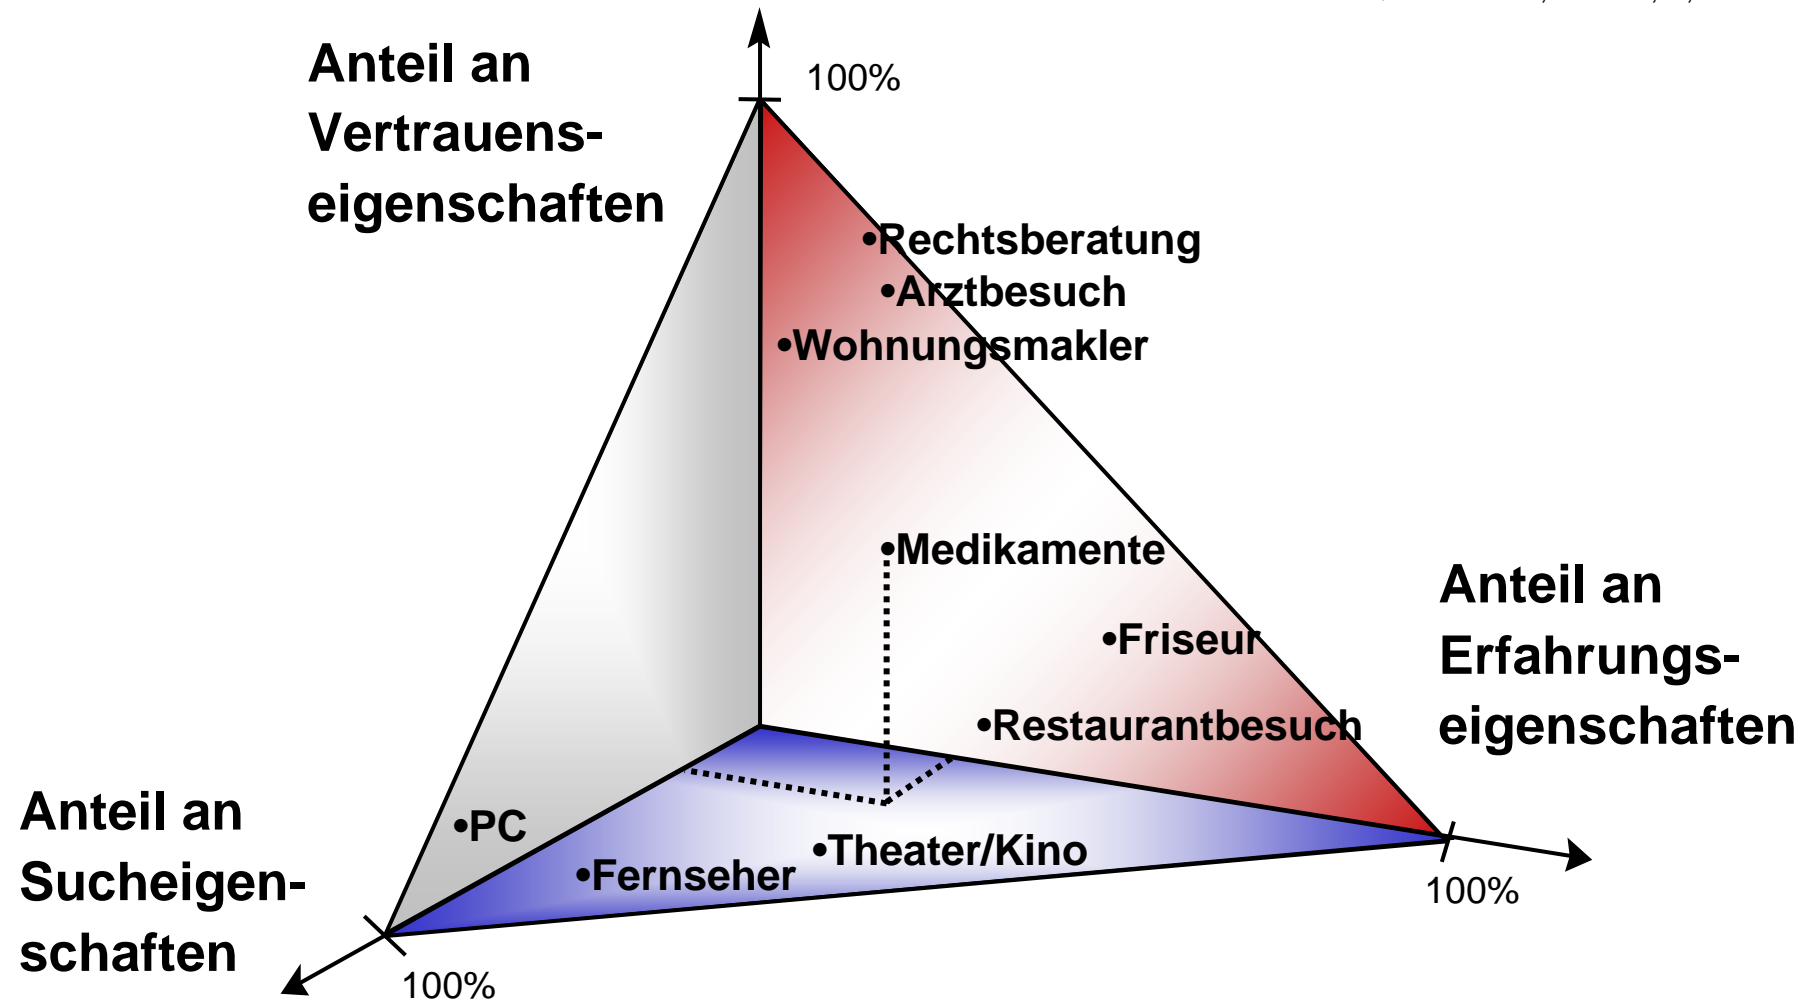 Anteil an
Vertrauens-
eigenschaften
100%
•Rechtsberatung
•Arztbesuch
•Wohnungsmakler
•Medikamente
•Friseur
•Restaurantbesuch
Anteil an
Erfahrungs-
eigenschaften
100%
Anteil an
Sucheigen-
schaften
100%
•PC
•Fernseher
•Theater/Kino